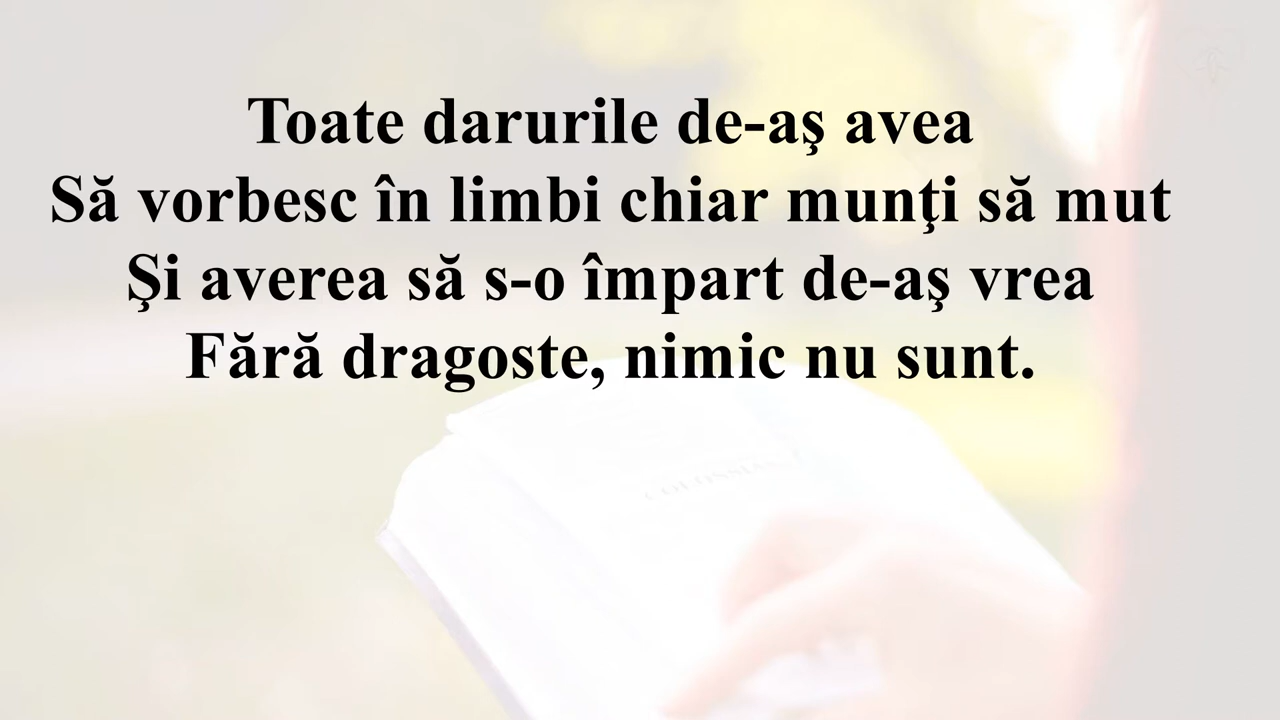 Toate darurile de-aş avea
Să vorbesc în limbi chiar munţi să mut
Şi averea să s-o împart de-aş vrea
Fără dragoste, nimic nu sunt.